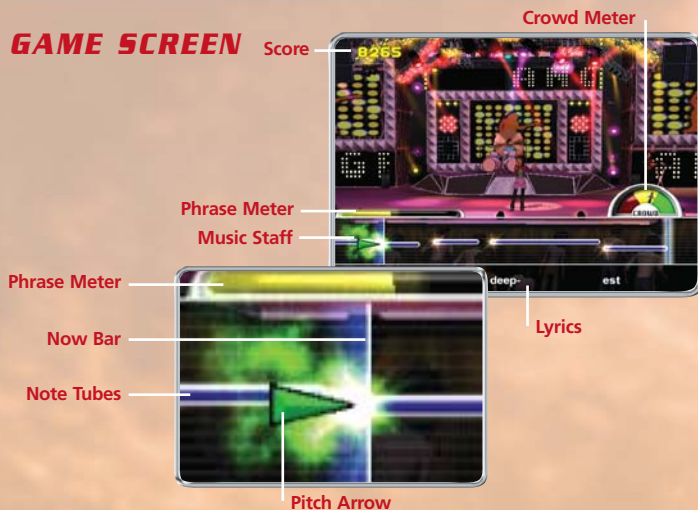 GAME SCREEN
Crowd Meter
Score
8265
Phrase Meter
CROWD
Music Staff
Phrase Meter
deep-
est
Lyrics
Now Bar
Note Tubes
Pitch Arrow